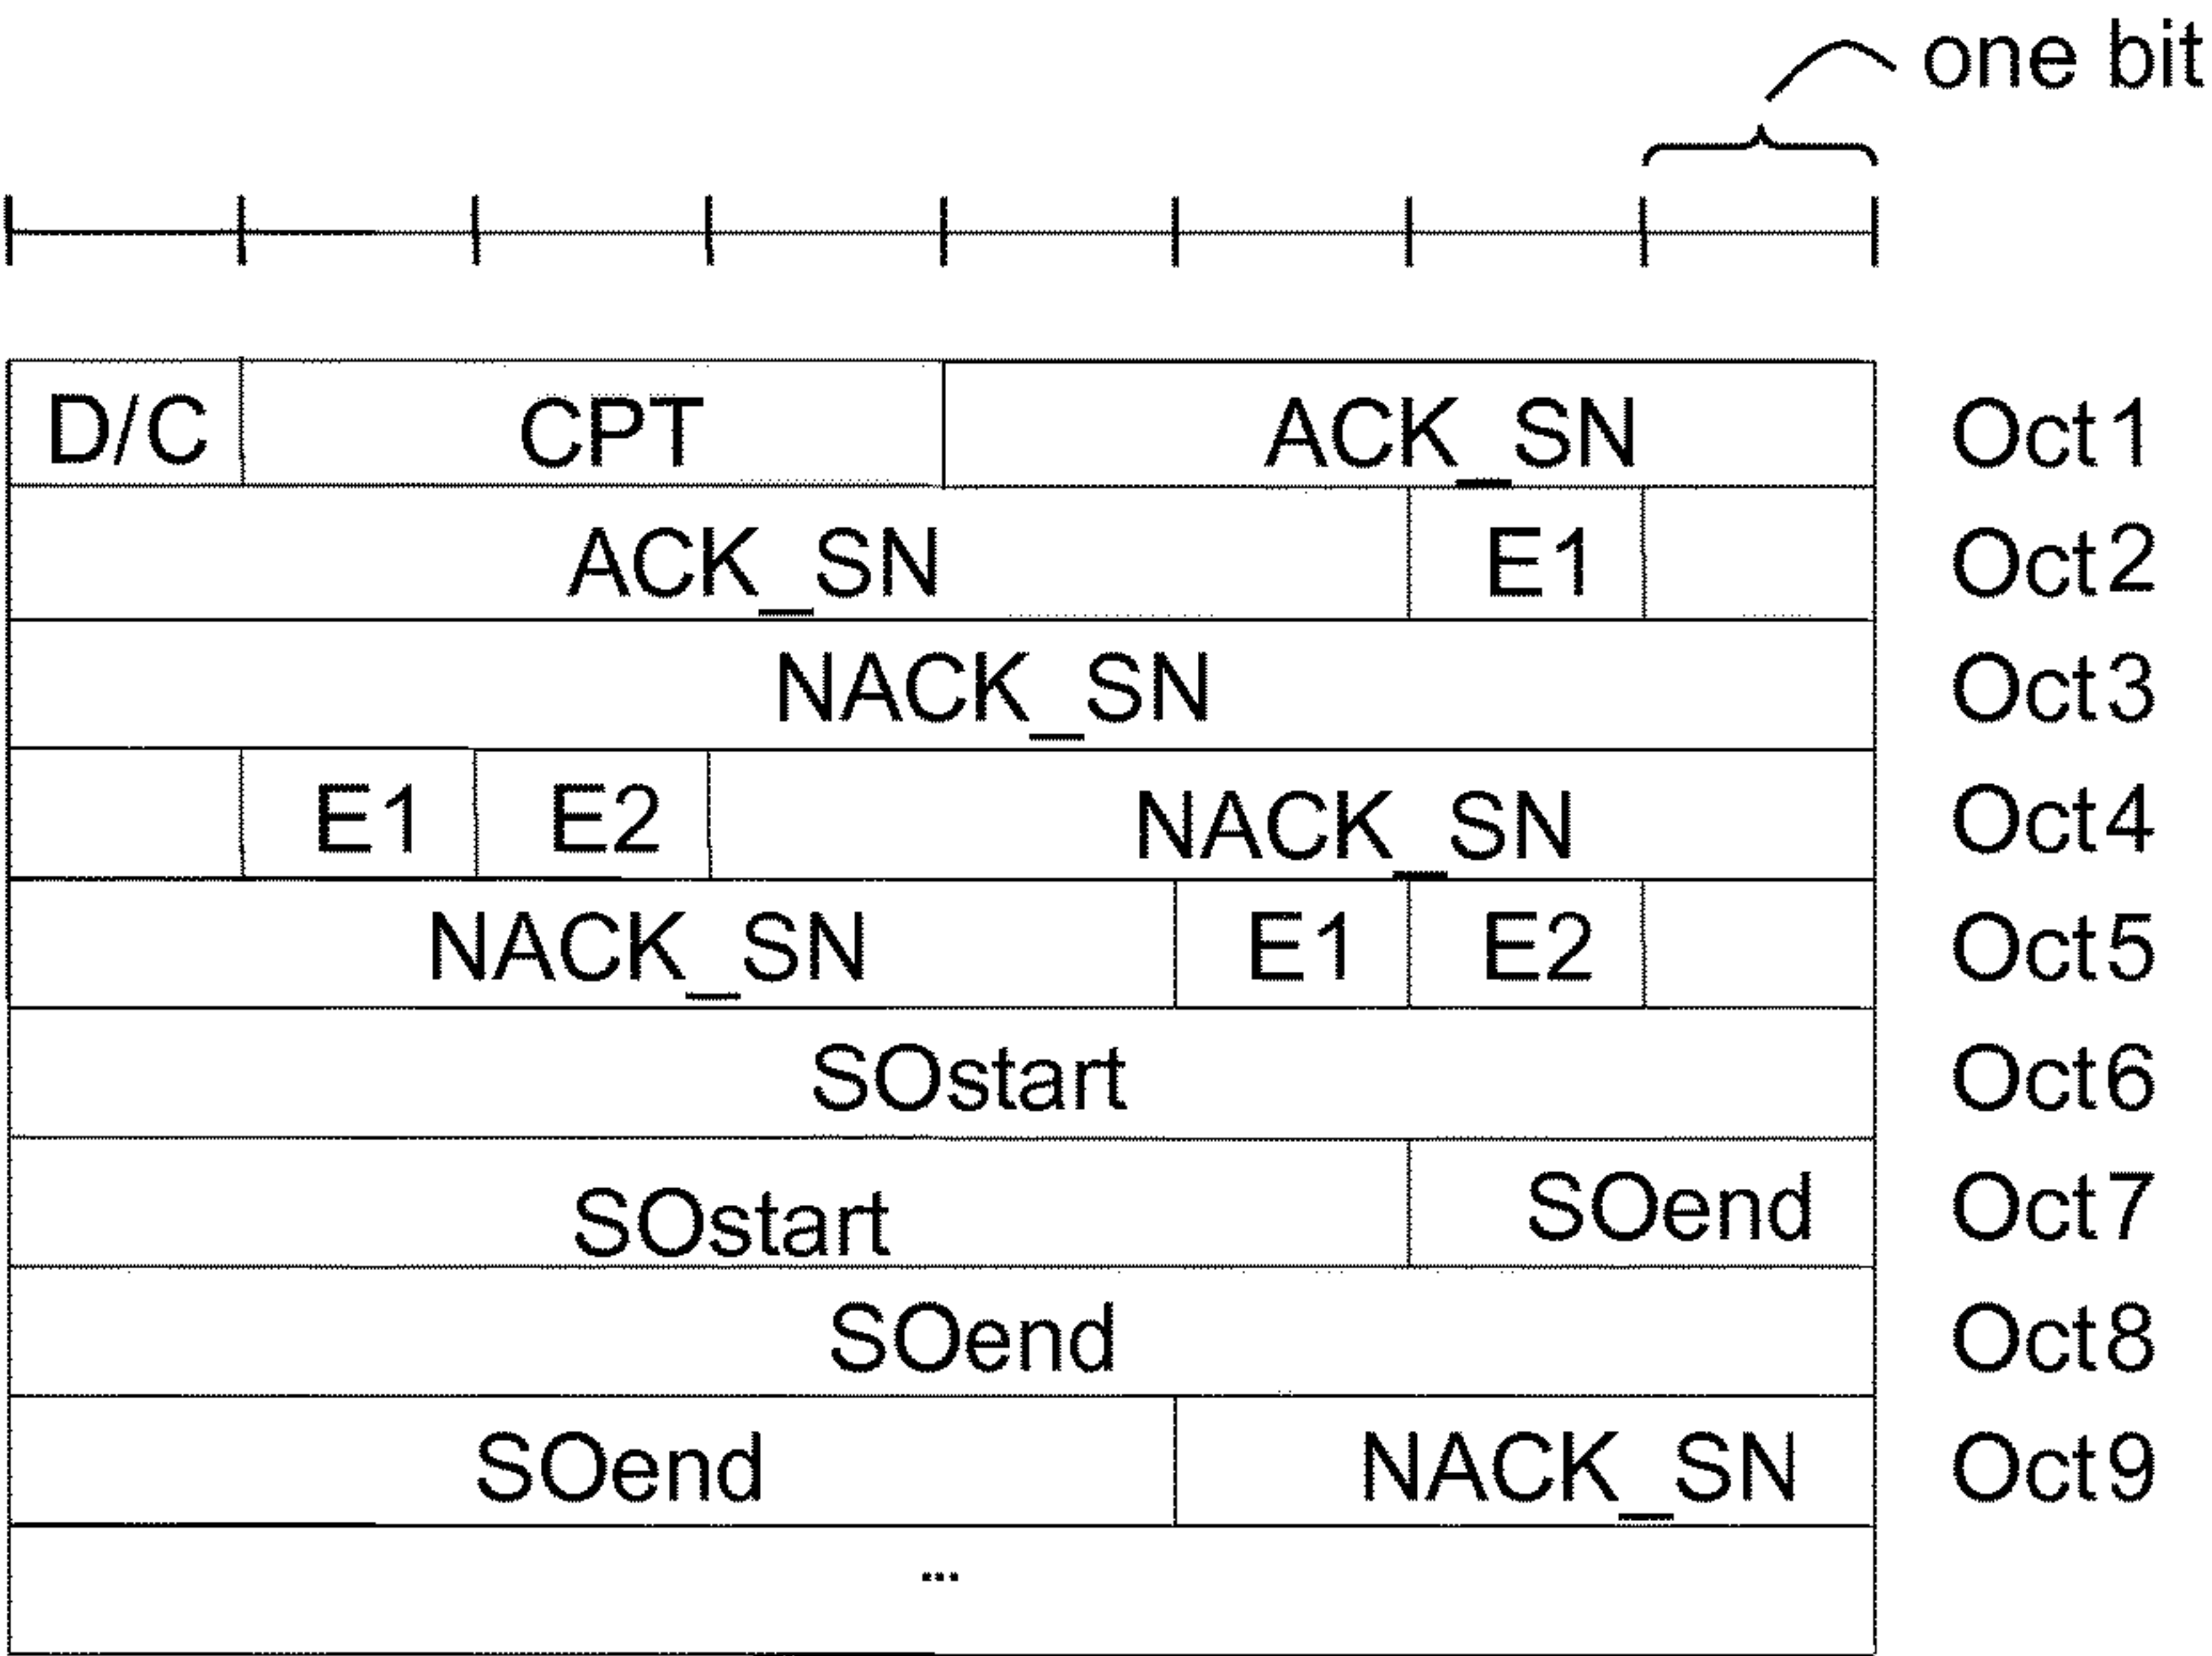 one bit
D/C CPT ACK_SN Oct1
ACK_SN E1 Oct2
NACK_SN Oct3
E1 E2 NACK_SN Oct4
NACK_SN E1 E2 Oct5
SOstart Oct6
SOstart SOend Oct7
SOend Oct8
SOend NACK_SN Oct9
...